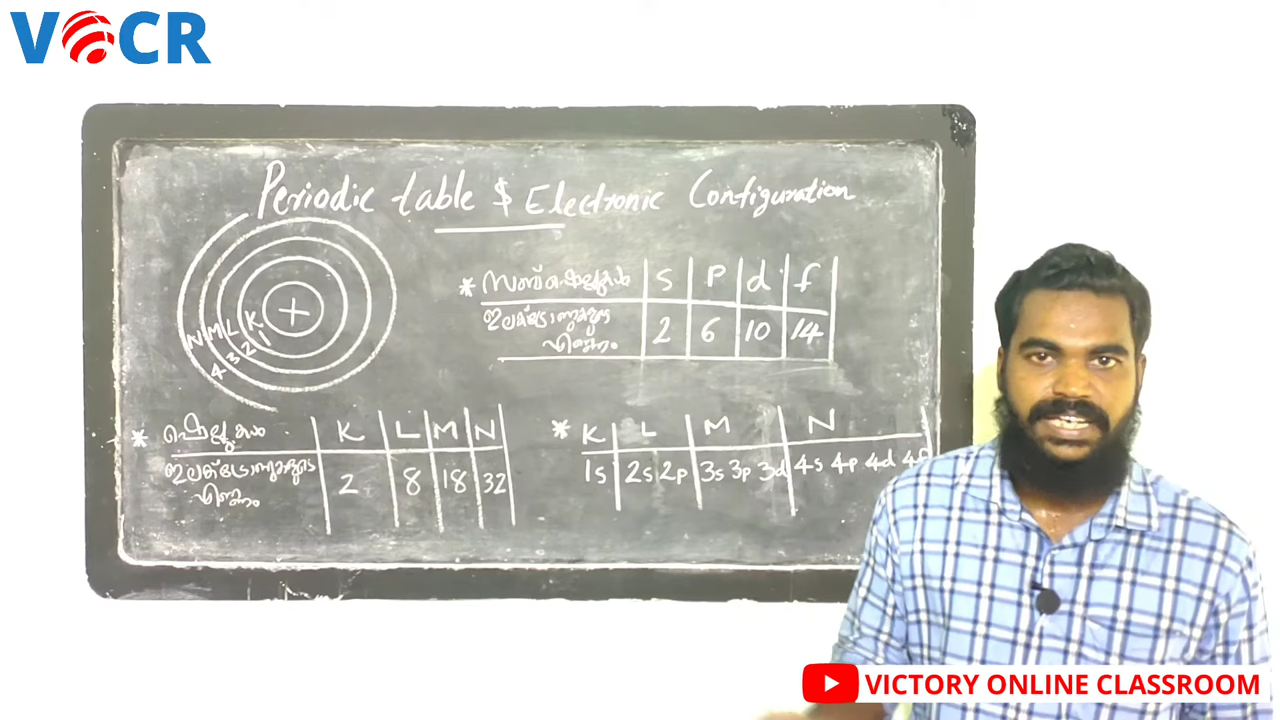 VOCR
Periodic table & Electronic Configuration
N M L K
4 3 2 1
* സബ്ഷെല്ലുകൾ s p d f
ഇലക്ട്രോണുകളുടെ
എണ്ണം 2 6 10 14
* ഷെല്ലുകൾ K L M N
ഇലക്ട്രോണുകളുടെ
എണ്ണം 2 8 18 32
* K L M N
1s 2s 2p 3s 3p 3d 4s 4p 4d 4f
VICTORY ONLINE CLASSROOM